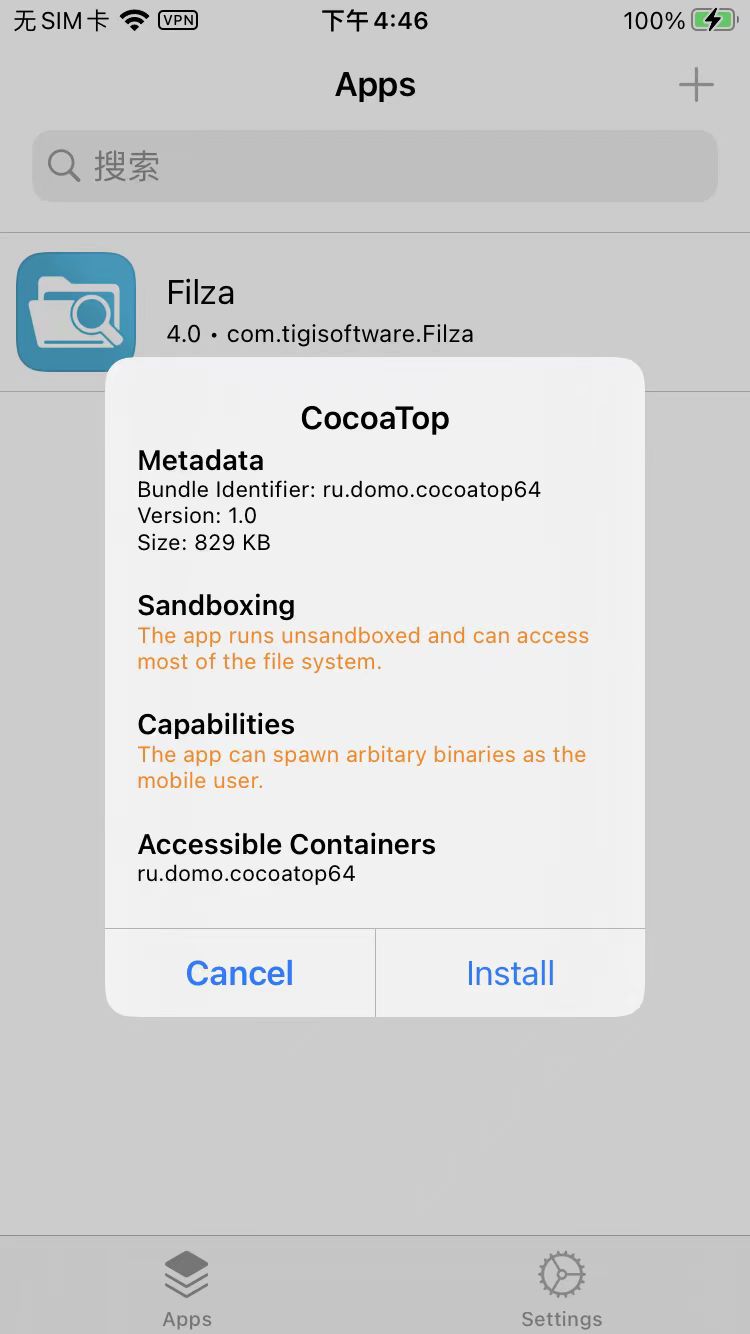 无SIM卡 VPN 下午4:46 100%
Apps
搜索
Filza
4.0 • com.tigisoftware.Filza
CocoaTop
Metadata
Bundle Identifier: ru.domo.cocoatop64
Version: 1.0
Size: 829 KB
Sandboxing
The app runs unsandboxed and can access
most of the file system.
Capabilities
The app can spawn arbitary binaries as the
mobile user.
Accessible Containers
ru.domo.cocoatop64
Cancel Install
Apps Settings